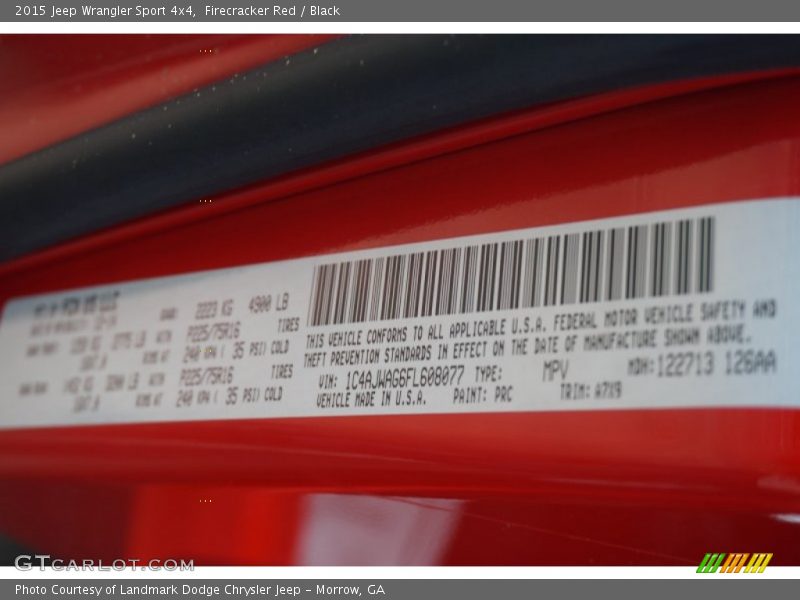 2015 Jeep Wrangler Sport 4x4, Firecracker Red / Black
2223 KG 4900 LB
P225/75R16 TIRES
240 KPA ( 35 PSI) COLD
P225/75R16 TIRES
240 KPA ( 35 PSI) COLD
THIS VEHICLE CONFORMS TO ALL APPLICABLE U.S.A. FEDERAL MOTOR VEHICLE SAFETY AND
THEFT PREVENTION STANDARDS IN EFFECT ON THE DATE OF MANUFACTURE SHOWN ABOVE.
VIN: 1C4AJWAG6FL608077 TYPE: MPV MDH:122713 126AA
VEHICLE MADE IN U.S.A. PAINT: PRC TRIM: A7X9
GTCARLOT.COM
Photo Courtesy of Landmark Dodge Chrysler Jeep – Morrow, GA